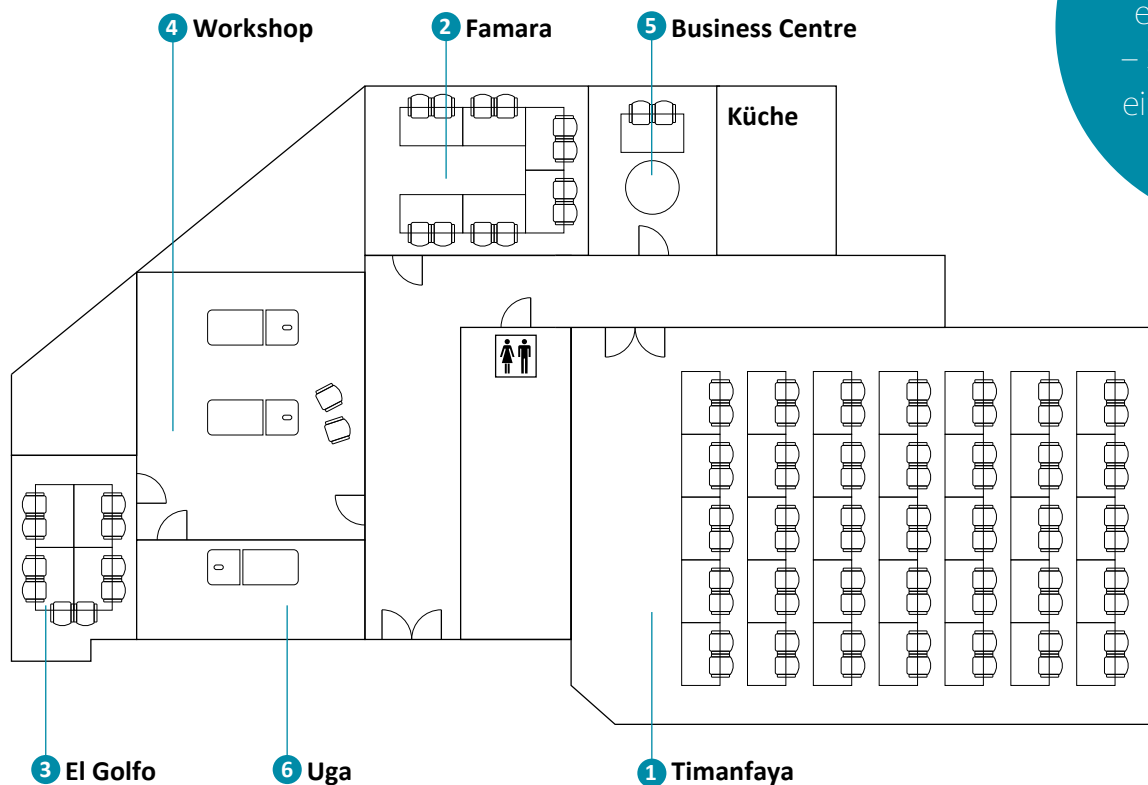 4 Workshop
2 Famara
5 Business Centre
Küche
3 El Golfo
6 Uga
1 Timanfaya